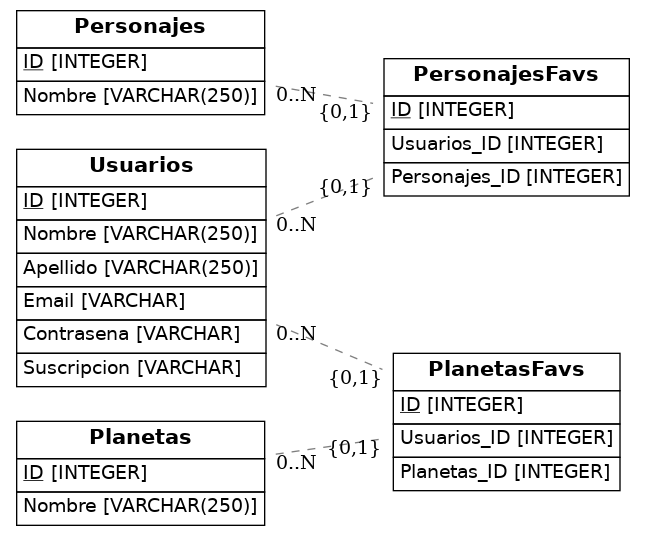 Personajes
ID [INTEGER]
Nombre [VARCHAR(250)]
0..N
{0,1}
PersonajesFavs
ID [INTEGER]
Usuarios_ID [INTEGER]
Personajes_ID [INTEGER]
Usuarios
ID [INTEGER]
Nombre [VARCHAR(250)]
Apellido [VARCHAR(250)]
Email [VARCHAR]
Contrasena [VARCHAR]
Suscripcion [VARCHAR]
{0,1}
0..N
0..N
{0,1}
PlanetasFavs
ID [INTEGER]
Usuarios_ID [INTEGER]
Planetas_ID [INTEGER]
Planetas
ID [INTEGER]
Nombre [VARCHAR(250)]
{0,1}
0..N